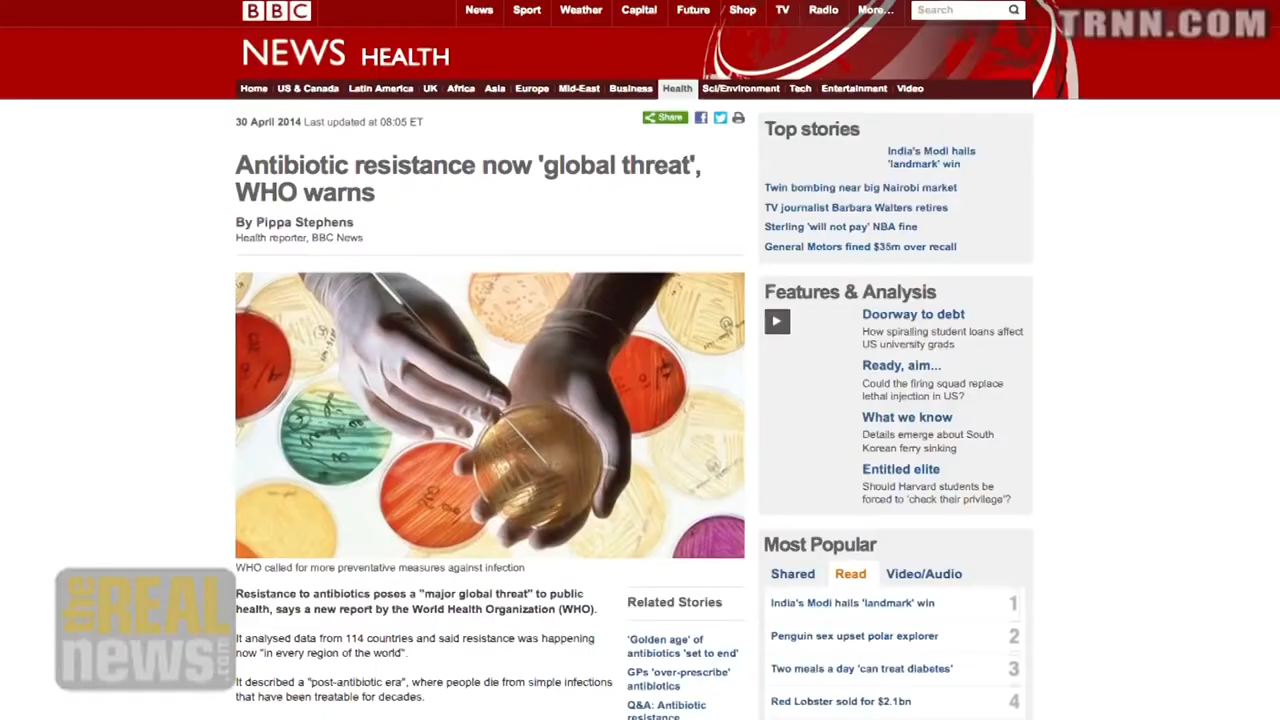 BBC
News Sport Weather Capital Future Shop TV Radio More... Search
TRNN.COM
NEWS HEALTH
Home US & Canada Latin America UK Africa Asia Europe Mid-East Business Health Sci/Environment Tech Entertainment Video
30 April 2014 Last updated at 08:05 ET
Share
Antibiotic resistance now 'global threat',
WHO warns
By Pippa Stephens
Health reporter, BBC News
WHO called for more preventative measures against infection
Resistance to antibiotics poses a "major global threat" to public
health, says a new report by the World Health Organization (WHO).
It analysed data from 114 countries and said resistance was happening
now "in every region of the world".
It described a "post-antibiotic era", where people die from simple infections
that have been treatable for decades.
Related Stories
'Golden age' of
antibiotics 'set to end'
GPs 'over-prescribe'
antibiotics
Q&A: Antibiotic
resistance
Top stories
India's Modi hails
'landmark' win
Twin bombing near big Nairobi market
TV journalist Barbara Walters retires
Sterling 'will not pay' NBA fine
General Motors fined $35m over recall
Features & Analysis
Doorway to debt
How spiralling student loans affect
US university grads
Ready, aim...
Could the firing squad replace
lethal injection in US?
What we know
Details emerge about South
Korean ferry sinking
Entitled elite
Should Harvard students be
forced to 'check their privilege'?
Most Popular
Shared Read Video/Audio
India's Modi hails 'landmark' win 1
Penguin sex upset polar explorer 2
Two meals a day 'can treat diabetes' 3
Red Lobster sold for $2.1bn 4
the REAL
news.com